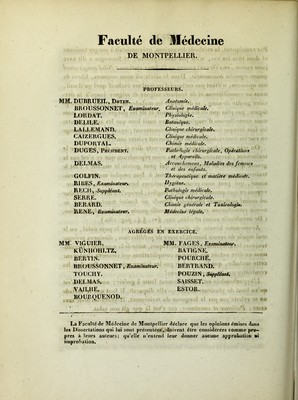 Faculté de Médecine
DE MONTPELLIER.
PROFESSEURS.
MM. DUBRUEIL, Doyen. Anatomie.
BROUSSONNET, Examinateur. Clinique médicale.
LORDAT. Physiologie.
DELILE. Botanique.
LALLEMAND. Clinique chirurgicale.
CAIZERGUES. Clinique médicale.
DUPORTAL. Chimie médicale.
DUGÈS, Président. Pathologie chirurgicale, Opérations
et Appareils.
DELMAS. Accouchements, Maladies des femmes
et des enfants.
GOLFIN. Thérapeutique et matière médicale.
RIBES, Examinateur. Hygiène.
RECH, Suppléant. Pathologie médicale.
SERRE. Clinique chirurgicale.
BERARD. Chimie générale et Toxicologie.
RENÉ, Examinateur. Médecine légale.
AGRÉGÉS EN EXERCICE.
MM. VIGUIER. MM. FAGES, Examinateur.
KÜNHOHLTZ. BATIGNE.
BERTIN. POURCHÉ.
BROUSSONNET, Examinateur. BERTRAND.
TOUCHY. POUZIN, Suppléant.
DELMAS. SAISSET.
VAILHÉ. ESTOR.
BOURQUENOD.
La Faculté de Médecine de Montpellier déclare que les opinions émises dans
les Dissertations qui lui sont présentées, doivent être considérées comme pro-
pres à leurs auteurs; qu'elle n'entend leur donner aucune approbation ni
improbation.